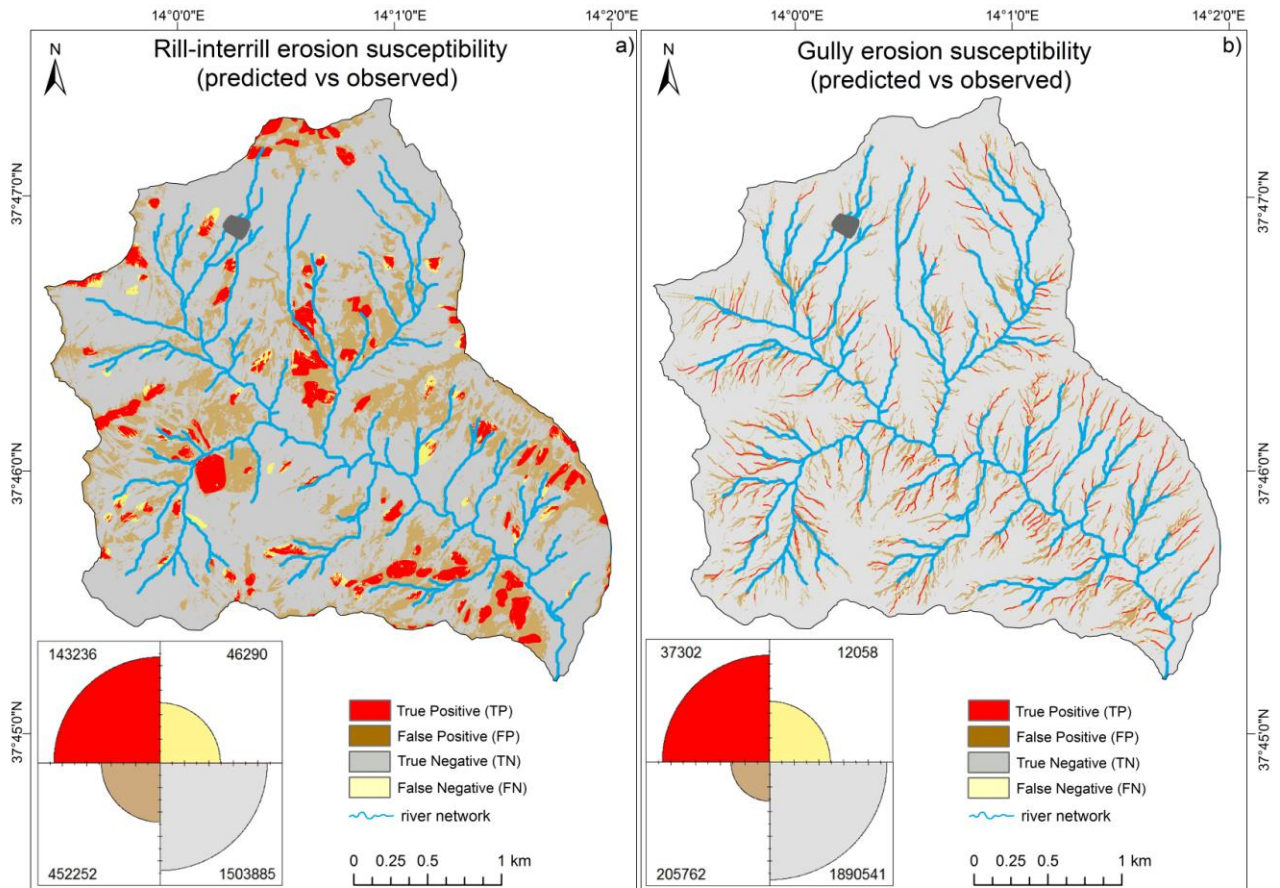 14°0'0"E
14°1'0"E
14°2'0"E
14°0'0"E
14°1'0"E
14°2'0"E
N
Rill-interrill erosion susceptibility
(predicted vs observed)
a)
37°47'0"N
37°46'0"N
37°45'0"N
143236
46290
452252
1503885
True Positive (TP)
False Positive (FP)
True Negative (TN)
False Negative (FN)
river network
0 0.25 0.5 1 km
N
Gully erosion susceptibility
(predicted vs observed)
b)
37302
12058
205762
1890541
True Positive (TP)
False Positive (FP)
True Negative (TN)
False Negative (FN)
river network
0 0.25 0.5 1 km
37°47'0"N
37°46'0"N
37°45'0"N